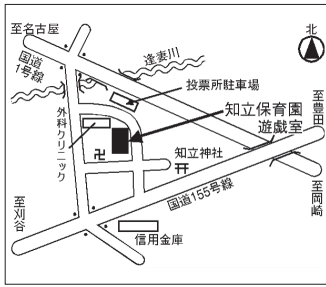 至名古屋
北
国道
1号線
逢妻川
至豊田
投票所駐車場
知立保育園
遊戯室
外科クリニック
卍
知立神社
国道155号線
至岡崎
至刈谷
信用金庫